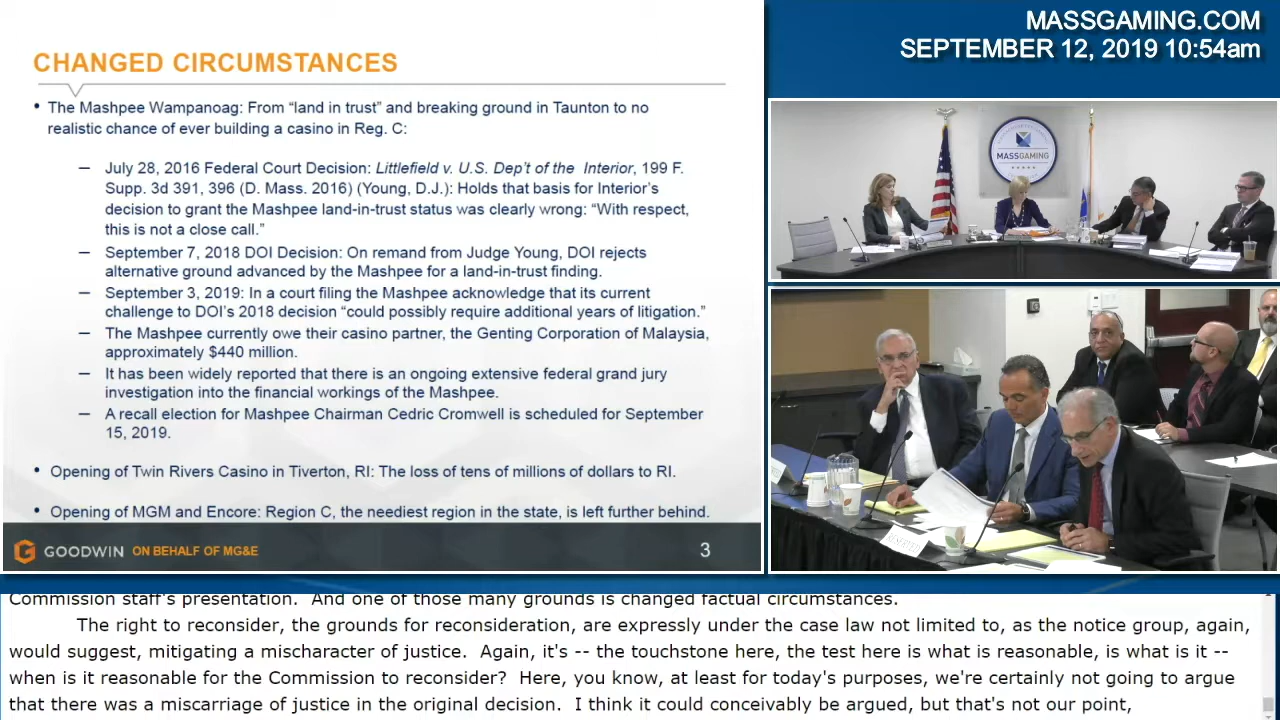 MASSGAMING.COM
SEPTEMBER 12, 2019 10:54am
CHANGED CIRCUMSTANCES
• The Mashpee Wampanoag: From “land in trust” and breaking ground in Taunton to no
realistic chance of ever building a casino in Reg. C:
– July 28, 2016 Federal Court Decision: Littlefield v. U.S. Dep’t of the Interior, 199 F.
Supp. 3d 391, 396 (D. Mass. 2016) (Young, D.J.): Holds that basis for Interior’s
decision to grant the Mashpee land-in-trust status was clearly wrong: “With respect,
this is not a close call.”
– September 7, 2018 DOI Decision: On remand from Judge Young, DOI rejects
alternative ground advanced by the Mashpee for a land-in-trust finding.
– September 3, 2019: In a court filing the Mashpee acknowledge that its current
challenge to DOI’s 2018 decision “could possibly require additional years of litigation.”
– The Mashpee currently owe their casino partner, the Genting Corporation of Malaysia,
approximately $440 million.
– It has been widely reported that there is an ongoing extensive federal grand jury
investigation into the financial workings of the Mashpee.
– A recall election for Mashpee Chairman Cedric Cromwell is scheduled for September
15, 2019.
• Opening of Twin Rivers Casino in Tiverton, RI: The loss of tens of millions of dollars to RI.
• Opening of MGM and Encore: Region C, the neediest region in the state, is left further behind.
GOODWIN ON BEHALF OF MG&E
3
MASSGAMING
RESERVED
Commission staff's presentation. And one of those many grounds is changed factual circumstances.
The right to reconsider, the grounds for reconsideration, are expressly under the case law not limited to, as the notice group, again,
would suggest, mitigating a mischaracter of justice. Again, it's -- the touchstone here, the test here is what is reasonable, is what is it --
when is it reasonable for the Commission to reconsider? Here, you know, at least for today's purposes, we're certainly not going to argue
that there was a miscarriage of justice in the original decision. I think it could conceivably be argued, but that's not our point,